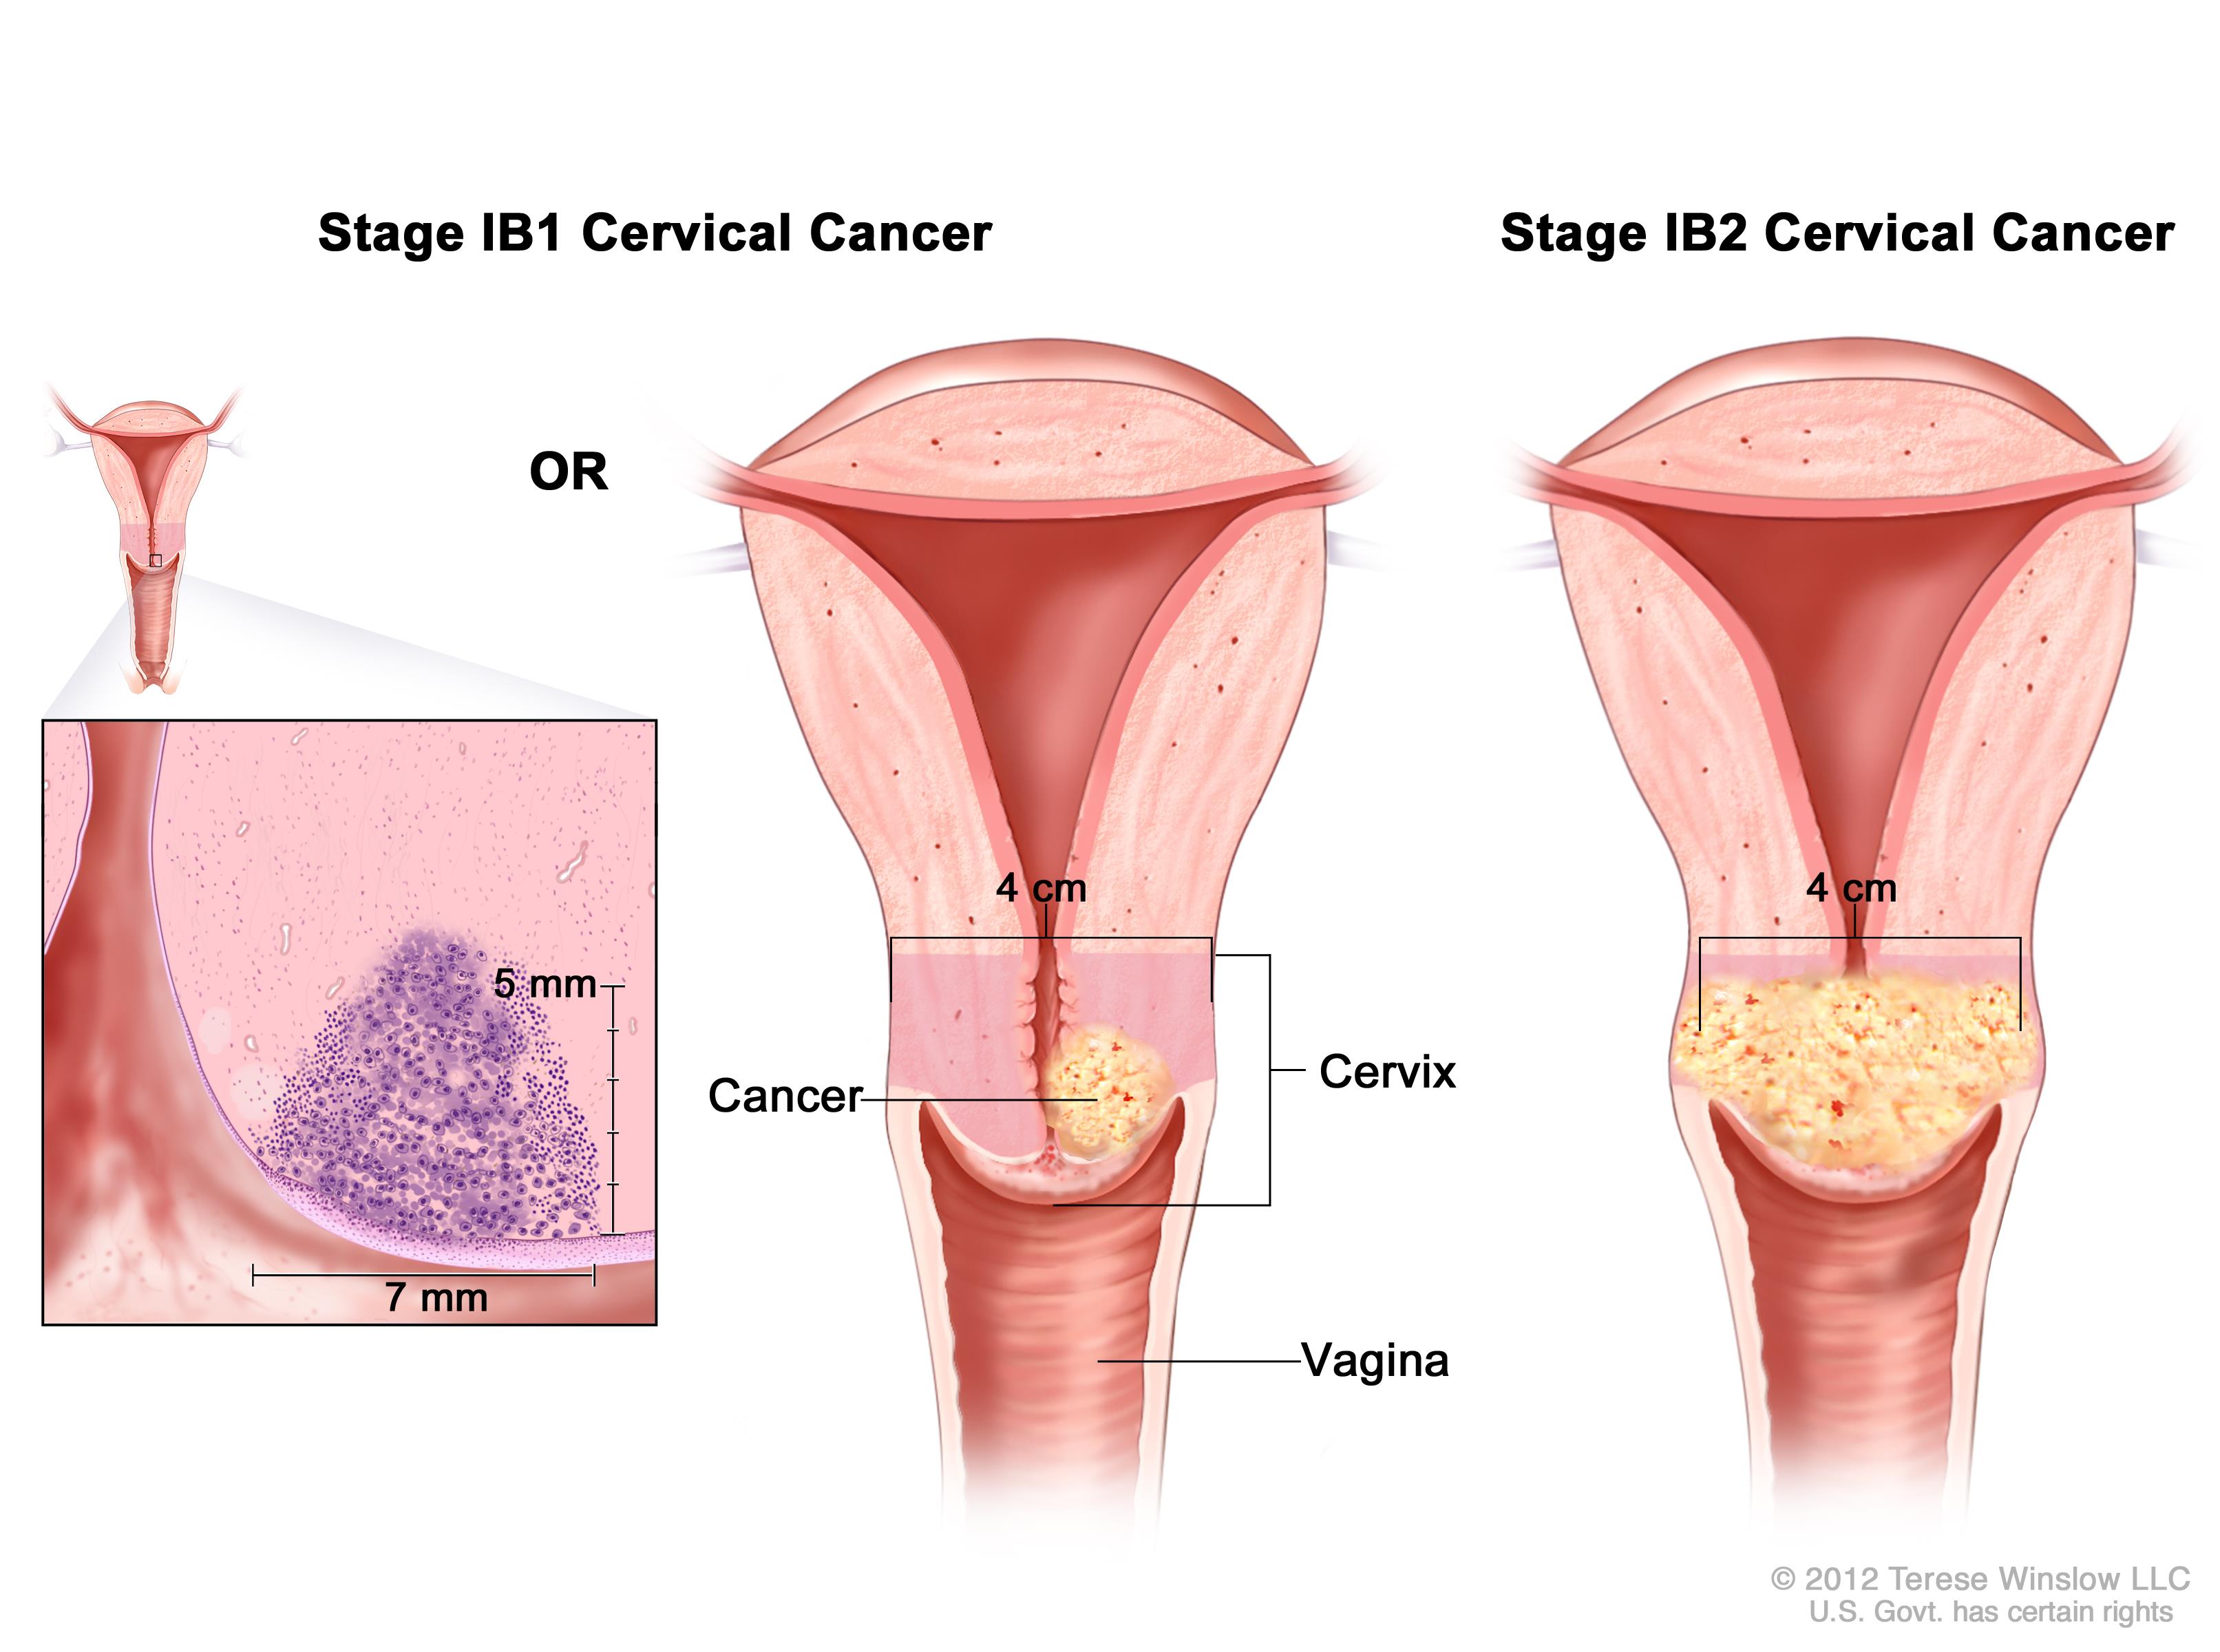 Stage IB1 Cervical Cancer
Stage IB2 Cervical Cancer
OR
4 cm
4 cm
5 mm
Cancer
Cervix
7 mm
Vagina
© 2012 Terese Winslow LLC
U.S. Govt. has certain rights